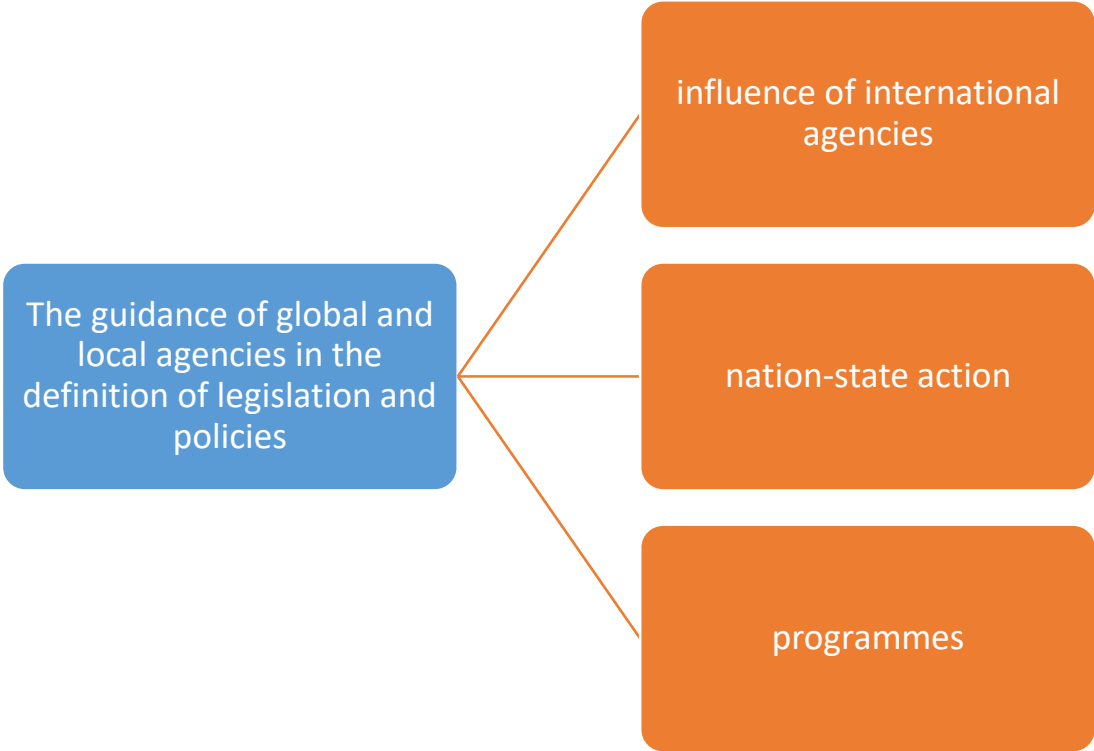 The guidance of global and
local agencies in the
definition of legislation and
policies
influence of international
agencies
nation-state action
programmes